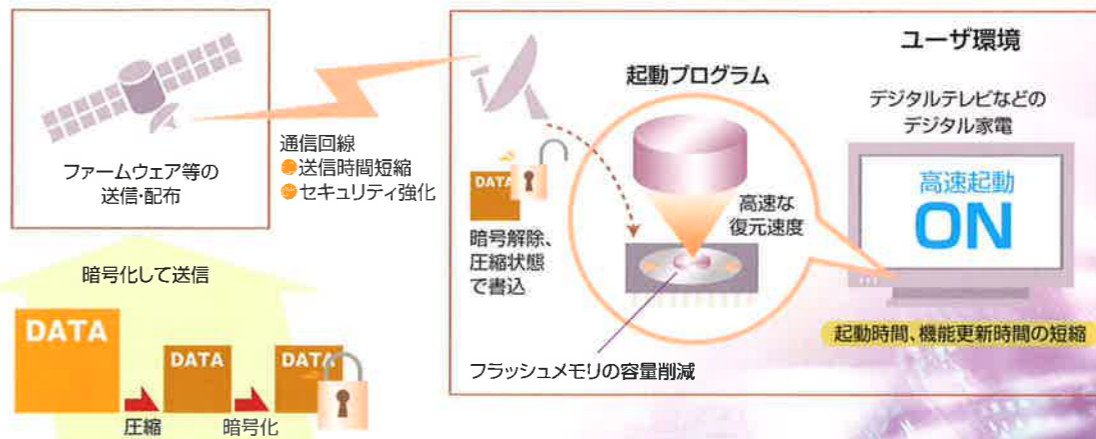 ファームウェア等の
送信・配布
通信回線
●送信時間短縮
●セキュリティ強化
暗号化して送信
DATA
DATA
DATA
圧縮
暗号化
ユーザ環境
起動プログラム
デジタルテレビなどの
デジタル家電
高速起動
ON
DATA
高速な
復元速度
暗号解除、
圧縮状態
で書込
フラッシュメモリの容量削減
起動時間、機能更新時間の短縮